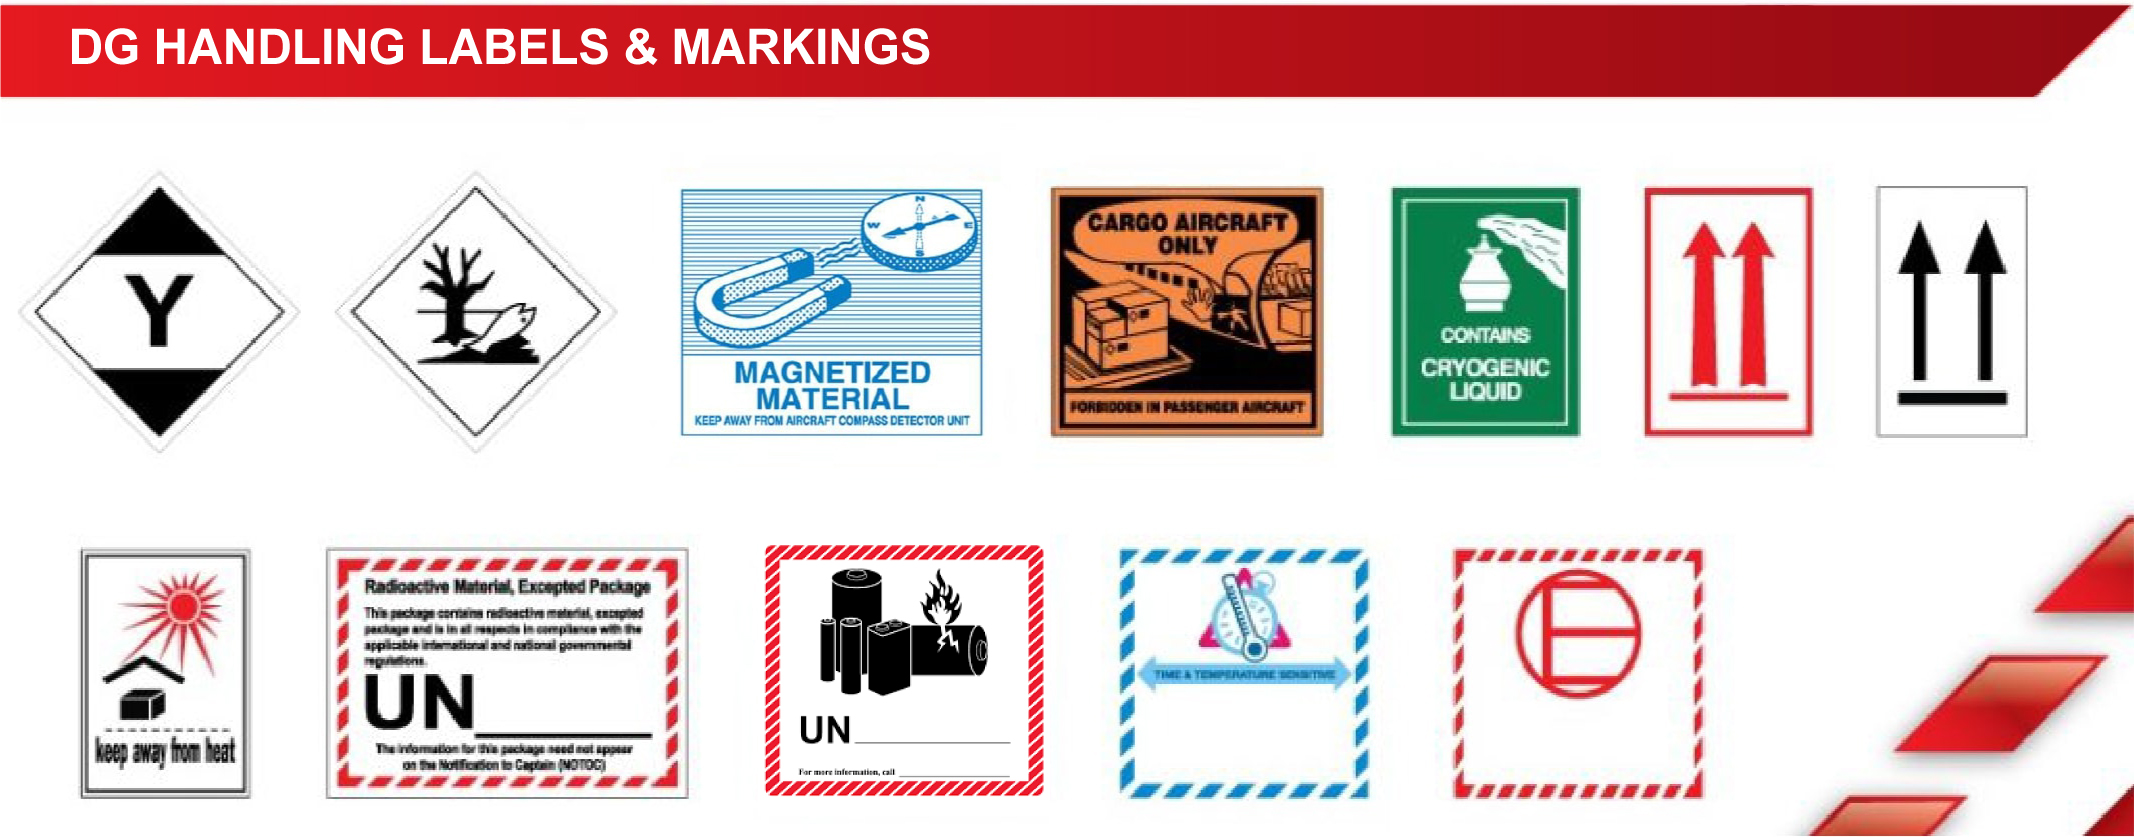 DG HANDLING LABELS & MARKINGS
Y
N
W
E
S
MAGNETIZED
MATERIAL
KEEP AWAY FROM AIRCRAFT COMPASS DETECTOR UNIT
CARGO AIRCRAFT
ONLY
FORBIDDEN IN PASSENGER AIRCRAFT
CONTAINS
CRYOGENIC
LIQUID
keep away from heat
Radioactive Material, Excepted Package
This package contains radioactive material, excepted
package and is in all respects in compliance with the
applicable international and national governmental
regulations.
UN
The information for this package need not appear
on the Notification to Captain (NOTOC)
UN
For more information, call
TIME & TEMPERATURE SENSITIVE
E